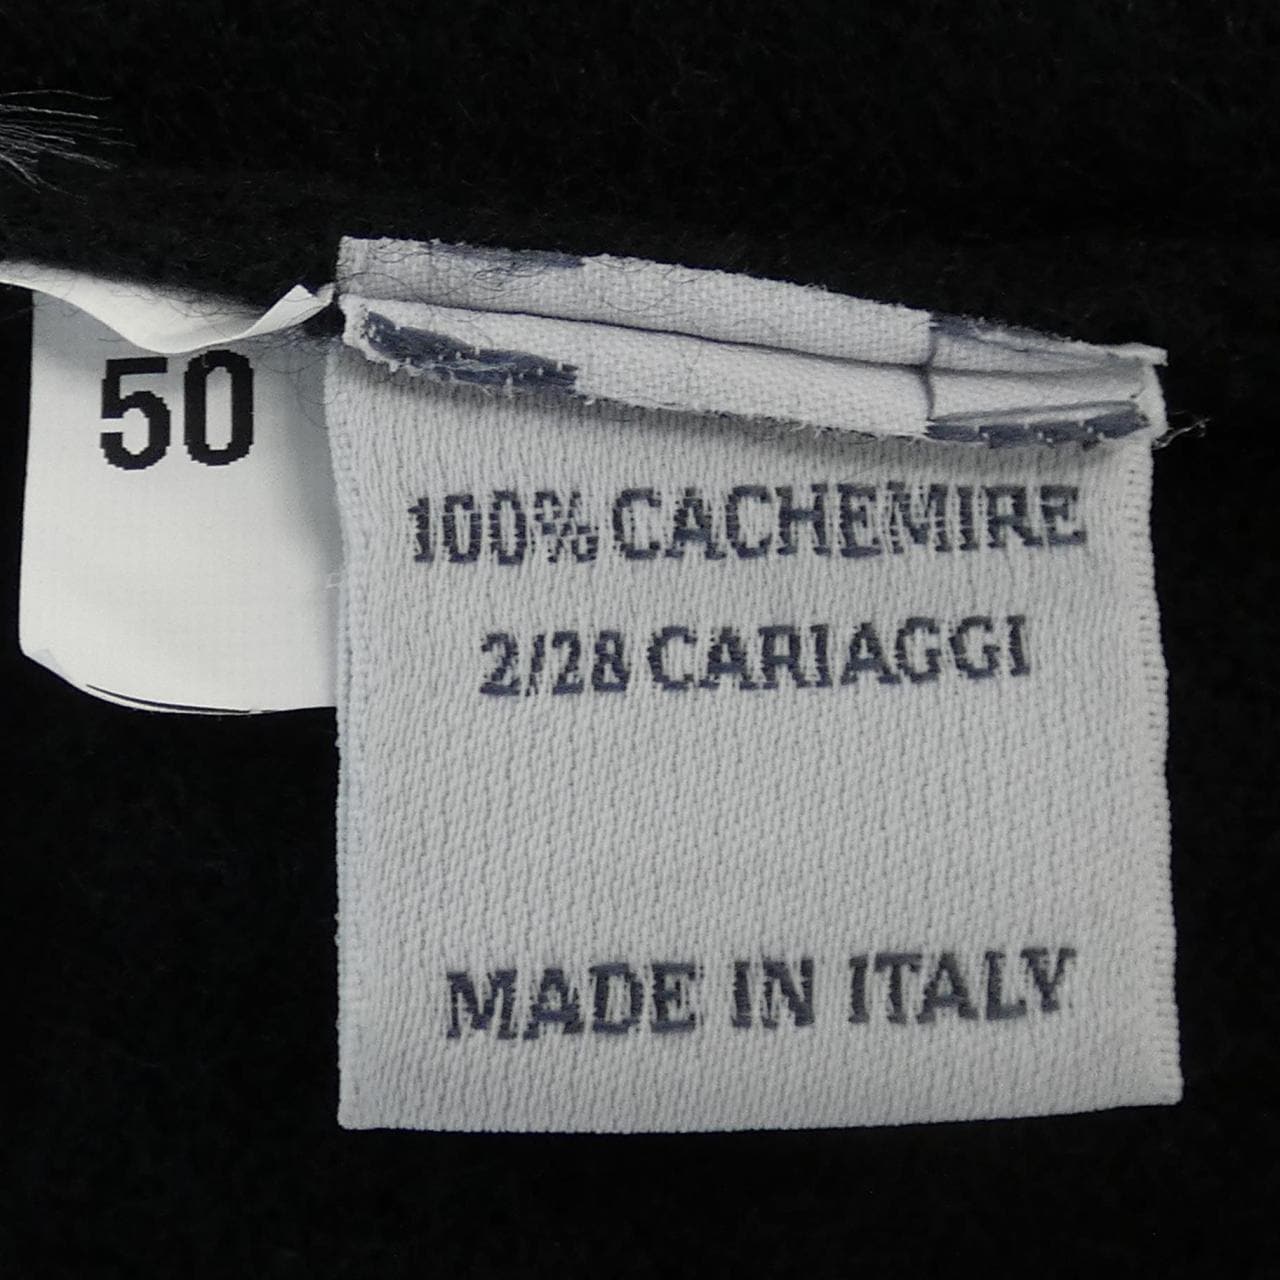 50
100% CACHEMIRE
2/28 CARIAGGI
MADE IN ITALY